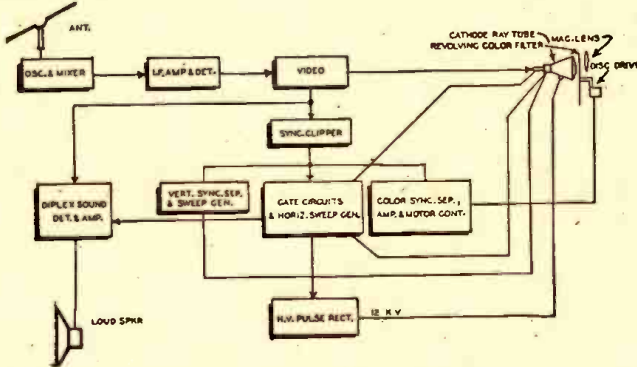 ANT.
CATHODE RAY TUBE
MAG. LENS
REVOLVING COLOR FILTER
DISC DRIVE
OSC. & MIXER
I.F. AMP & DET.
VIDEO
SYNC. CLIPPER
DIPLEX SOUND
DET. & AMP.
VERT. SYNC. SEP.
& SWEEP GEN.
GATE CIRCUITS
& HORIZ. SWEEP GEN.
COLOR SYNC. SEP.,
AMP. & MOTOR CONT.
H.V. PULSE RECT.
12 K V
LOUD SPKR